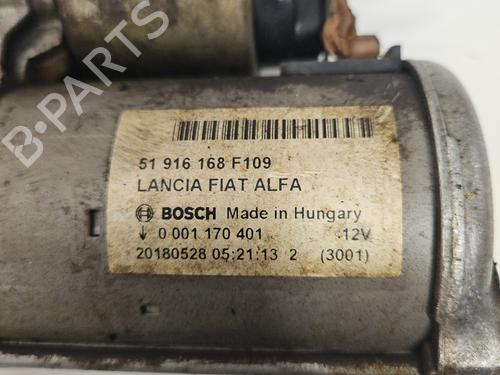 B-PARTS
51 916 168 F109
LANCIA FIAT ALFA
BOSCH Made in Hungary
0 001 170 401 12V
20180528 05:21:13 2 (3001)